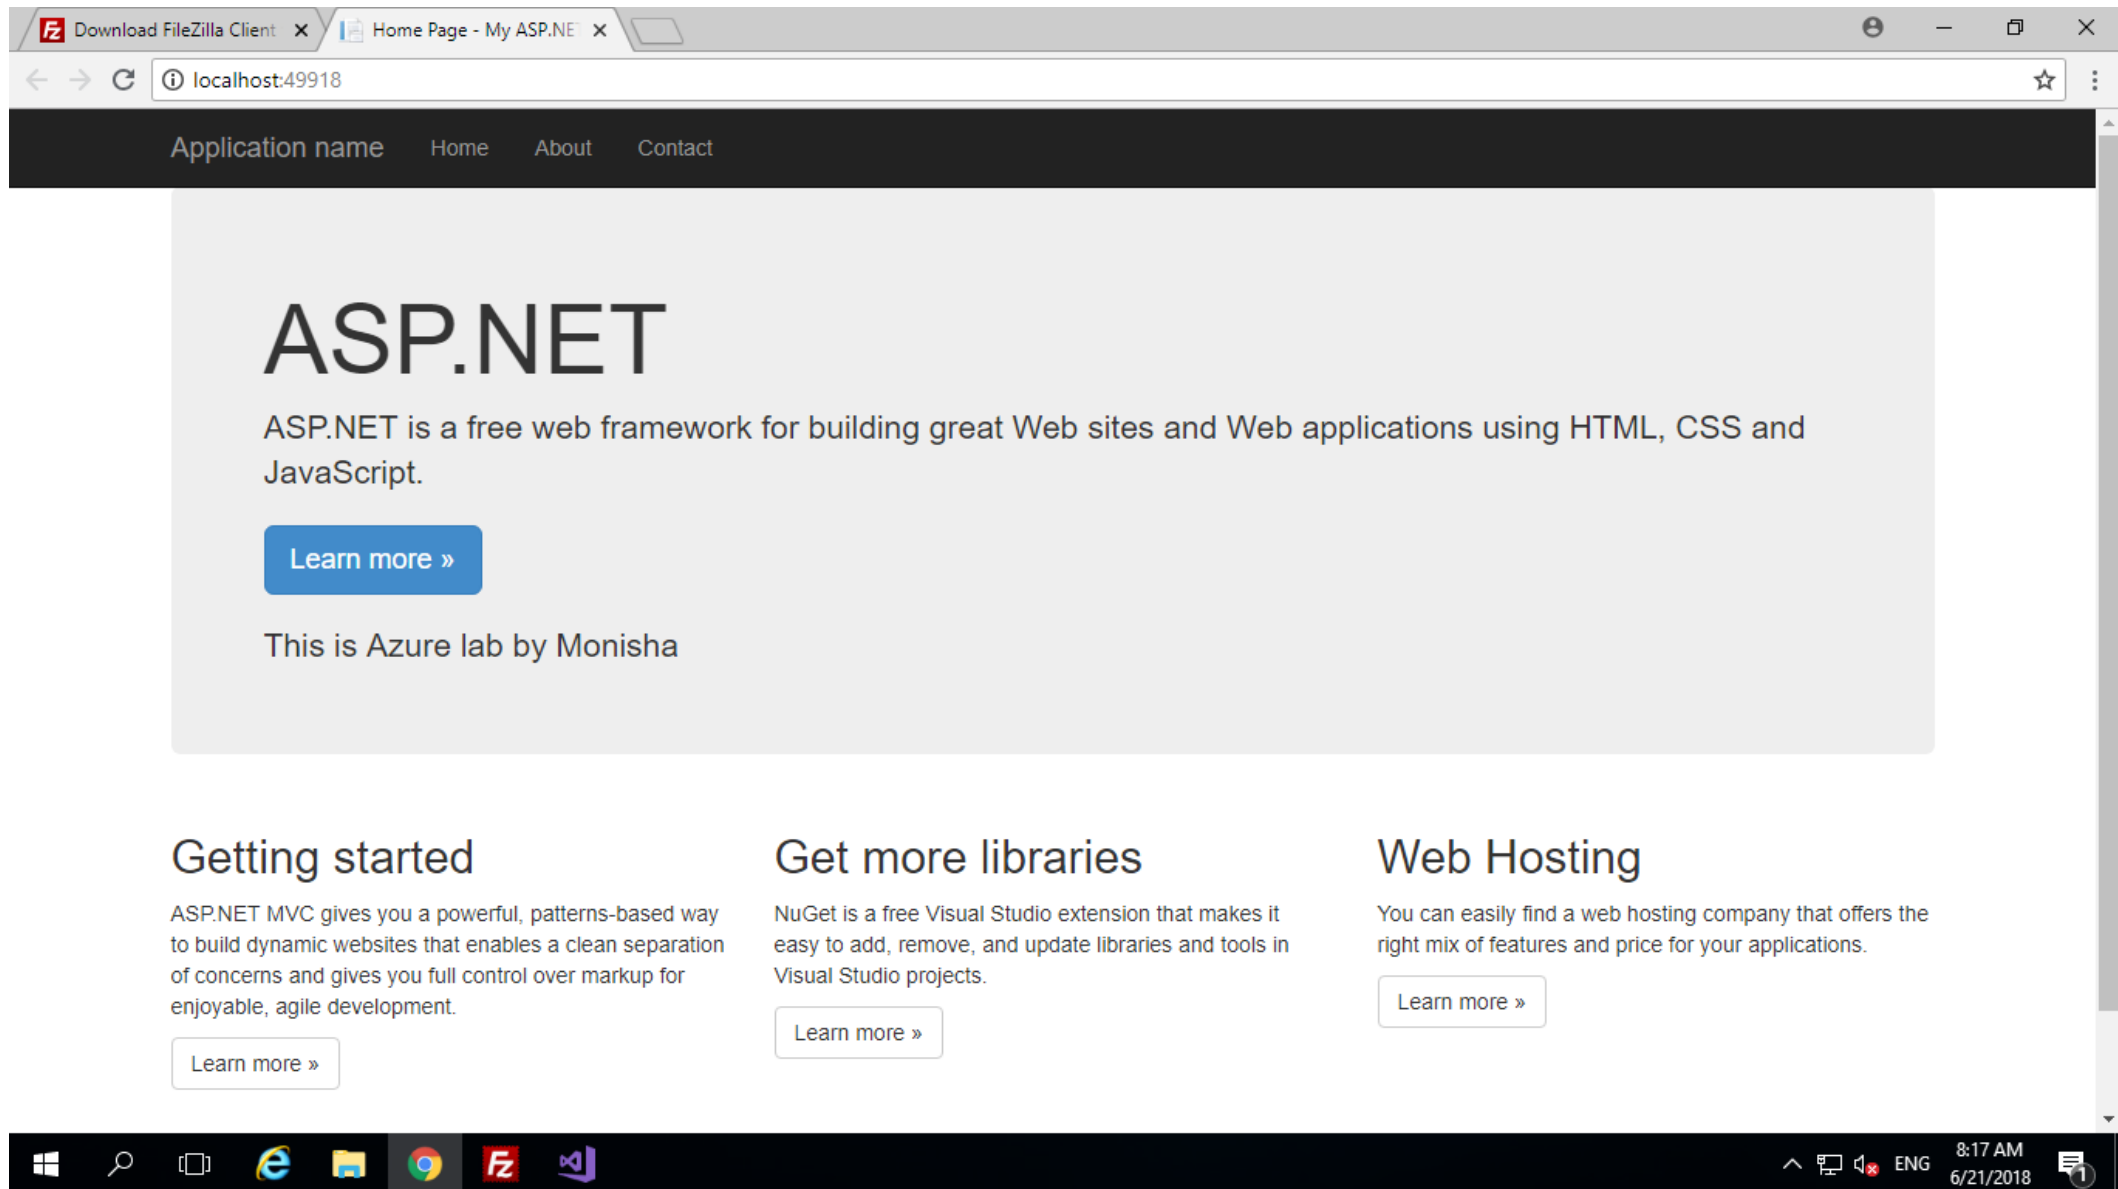 Download FileZilla Client
Home Page - My ASP.NE
localhost:49918
Application name Home About Contact
ASP.NET
ASP.NET is a free web framework for building great Web sites and Web applications using HTML, CSS and
JavaScript.
Learn more »
This is Azure lab by Monisha
Getting started
ASP.NET MVC gives you a powerful, patterns-based way
to build dynamic websites that enables a clean separation
of concerns and gives you full control over markup for
enjoyable, agile development.
Learn more »
Get more libraries
NuGet is a free Visual Studio extension that makes it
easy to add, remove, and update libraries and tools in
Visual Studio projects.
Learn more »
Web Hosting
You can easily find a web hosting company that offers the
right mix of features and price for your applications.
Learn more »
ENG
8:17 AM
6/21/2018
1